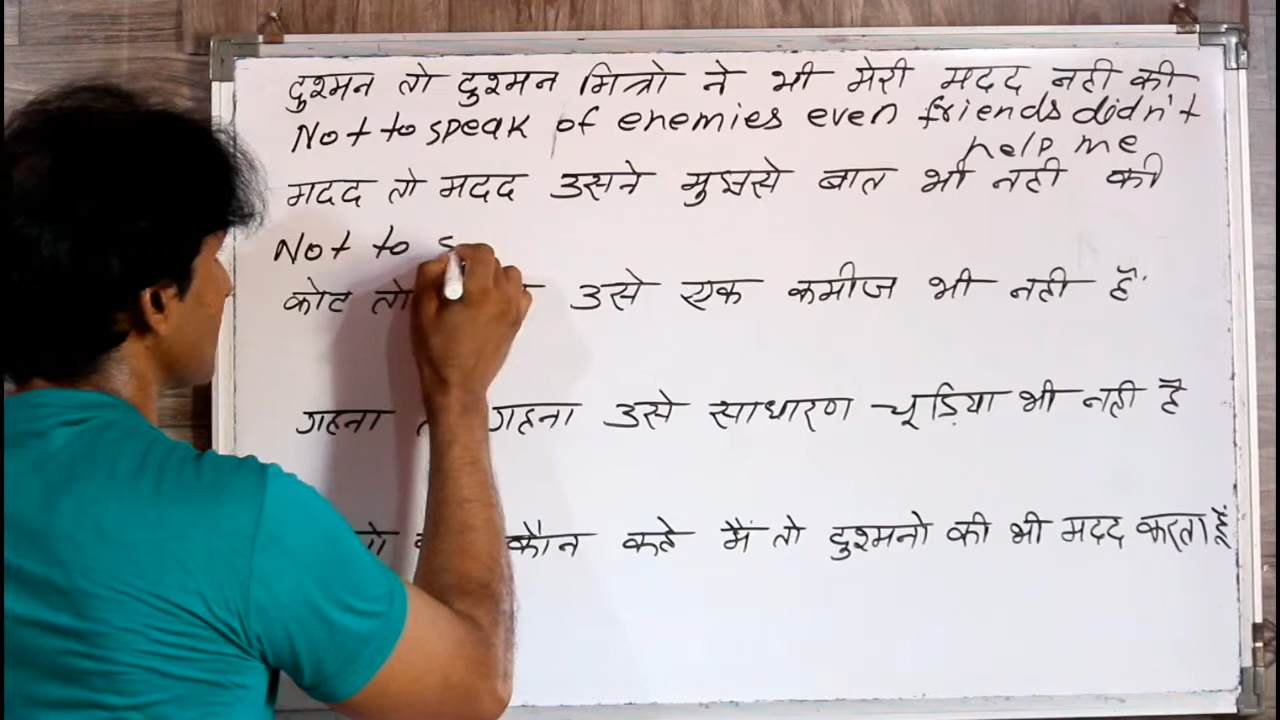 दुश्मन तो दुश्मन मित्रो ने भी मेरी मदद नही की
Not to speak of enemies even friends didn't
help me
मदद तो मदद उसने मुझसे बात भी नही की
Not to s
कोट तो उसे एक कमीज भी नही हैं
गहना गहना उसे साधारण चूड़िया भी नही है
कौन कहे मैं तो दुश्मनो की भी मदद करता हूँ